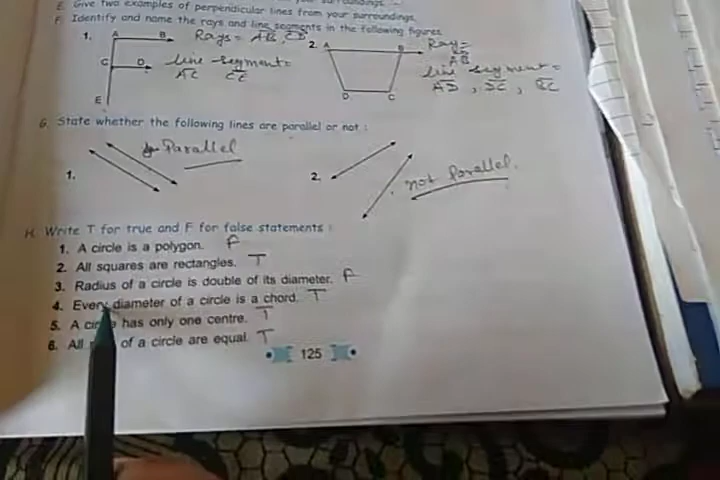 E. Give two examples of perpendicular lines from your surroundings.
F. Identify and name the rays and line segments in the following figures
1. A B Rays = AB, CD
C D line segment =
AC CE
E
2. A B Ray =
AB
line segment =
AD, DC, BC
D C
G. State whether the following lines are parallel or not :
1. Parallel
2. not Parallel.
H. Write T for true and F for false statements :
1. A circle is a polygon. F
2. All squares are rectangles. T
3. Radius of a circle is double of its diameter. F
4. Every diameter of a circle is a chord. T
5. A circle has only one centre. T
6. All of a circle are equal. T
125